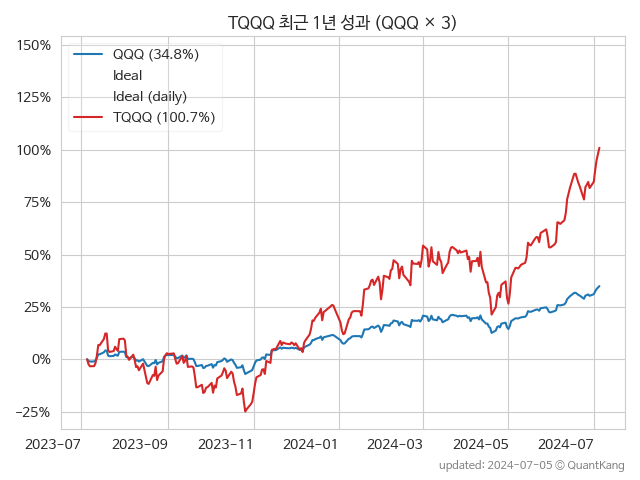 TQQQ 최근 1년 성과 (QQQ × 3)
QQQ (34.8%)
Ideal
Ideal (daily)
TQQQ (100.7%)
150%
125%
100%
75%
50%
25%
0%
−25%
2023-07
2023-09
2023-11
2024-01
2024-03
2024-05
2024-07
updated: 2024-07-05 © QuantKang